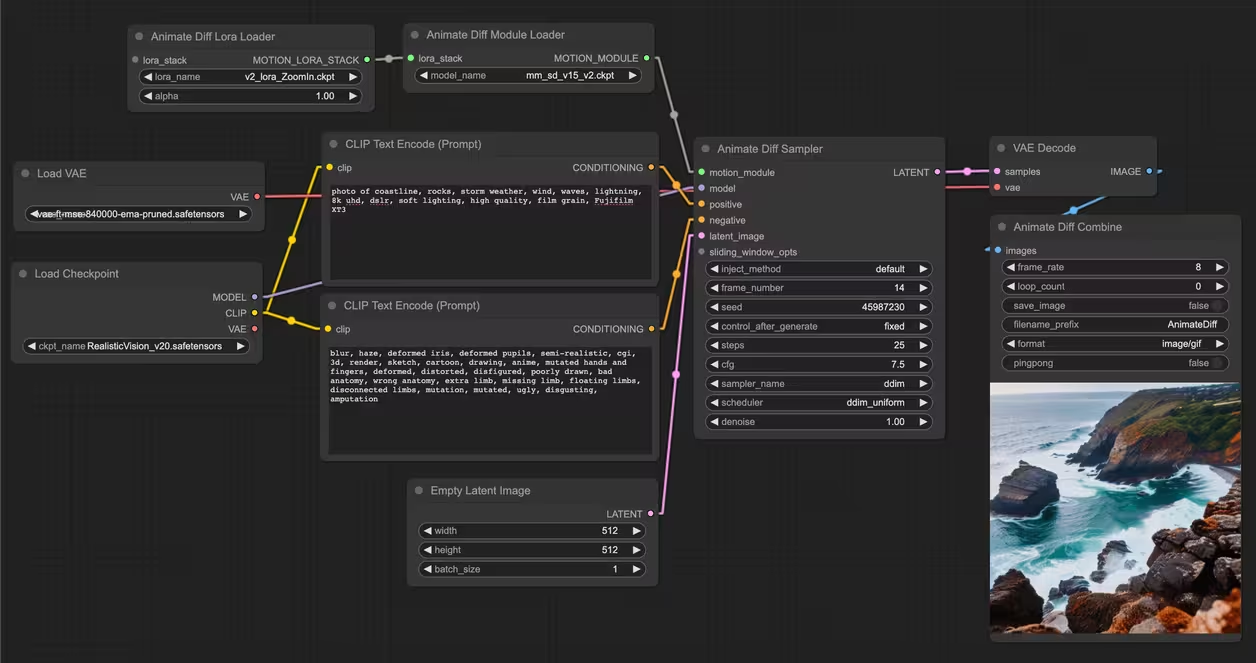 Animate Diff Lora Loader
lora_stack MOTION_LORA_STACK
lora_name v2_lora_ZoomIn.ckpt
alpha 1.00
Animate Diff Module Loader
lora_stack MOTION_MODULE
model_name mm_sd_v15_v2.ckpt
Load VAE
VAE
vae-ft-mse-840000-ema-pruned.safetensors
Load Checkpoint
MODEL
CLIP
VAE
ckpt_name RealisticVision_v20.safetensors
CLIP Text Encode (Prompt)
clip CONDITIONING
photo of coastline, rocks, storm weather, wind, waves, lightning,
8k uhd, dslr, soft lighting, high quality, film grain, Fujifilm
XT3
CLIP Text Encode (Prompt)
clip CONDITIONING
blur, haze, deformed iris, deformed pupils, semi-realistic, cgi,
3d, render, sketch, cartoon, drawing, anime, mutated hands and
fingers, deformed, distorted, disfigured, poorly drawn, bad
anatomy, wrong anatomy, extra limb, missing limb, floating limbs,
disconnected limbs, mutation, mutated, ugly, disgusting,
amputation
Empty Latent Image
LATENT
width 512
height 512
batch_size 1
Animate Diff Sampler
motion_module LATENT
model
positive
negative
latent_image
sliding_window_opts
inject_method default
frame_number 14
seed 45987230
control_after_generate fixed
steps 25
cfg 7.5
sampler_name ddim
scheduler ddim_uniform
denoise 1.00
VAE Decode
samples IMAGE
vae
Animate Diff Combine
images
frame_rate 8
loop_count 0
save_image false
filename_prefix AnimateDiff
format image/gif
pingpong false